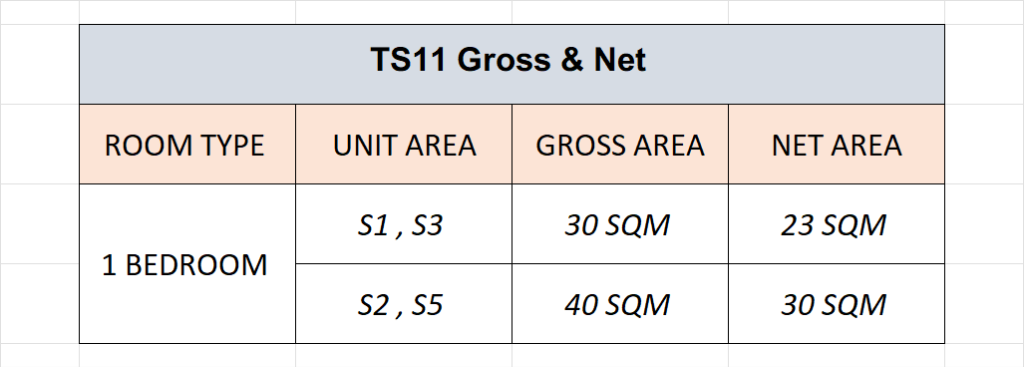 TS11 Gross & Net
ROOM TYPE UNIT AREA GROSS AREA NET AREA
S1 , S3 30 SQM 23 SQM
1 BEDROOM
S2 , S5 40 SQM 30 SQM